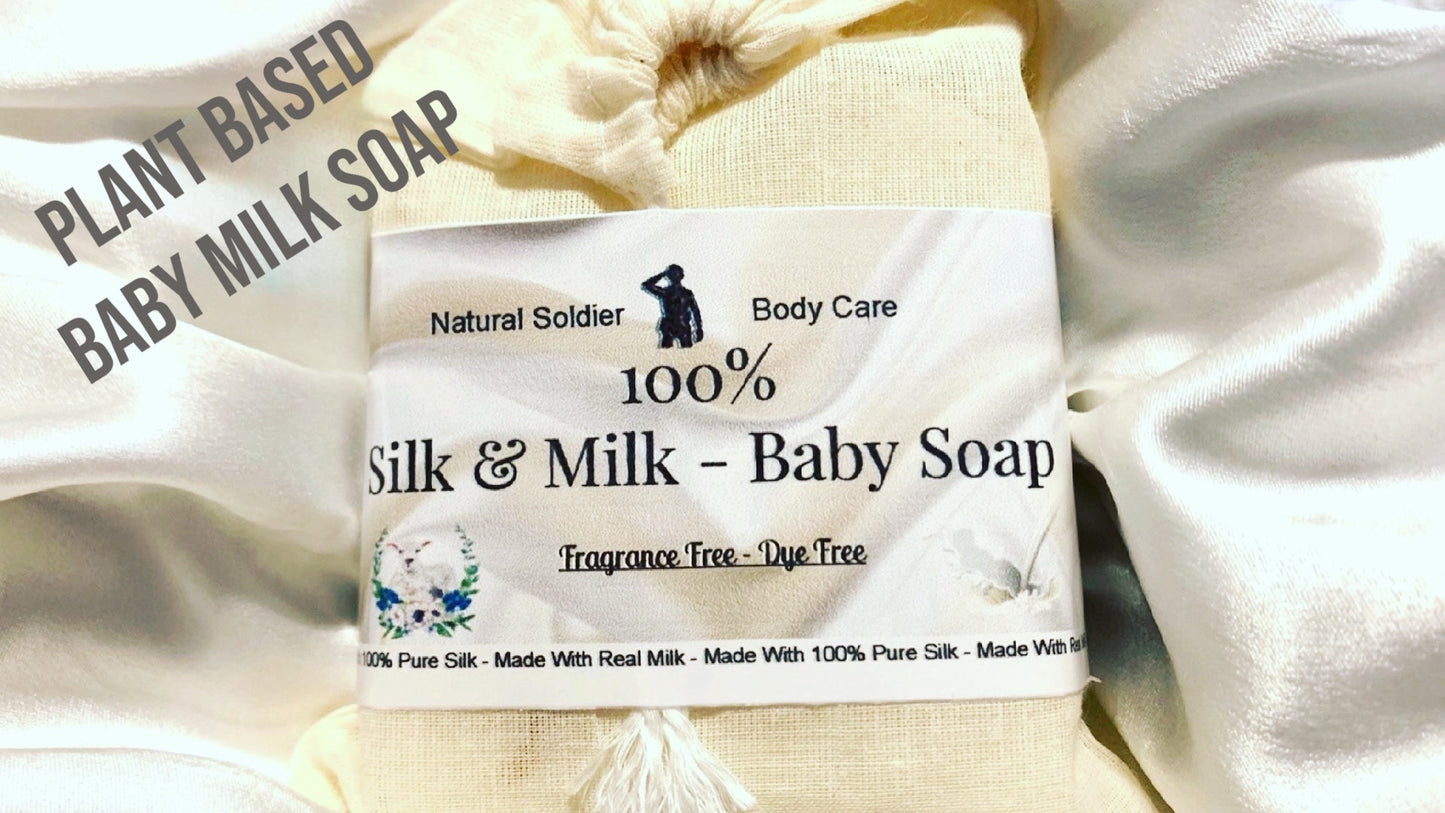 PLANT BASED
BABY MILK SOAP
Natural Soldier Body Care
100%
Silk & Milk - Baby Soap
Fragrance Free - Dye Free
100% Pure Silk - Made With Real Milk - Made With 100% Pure Silk - Made With